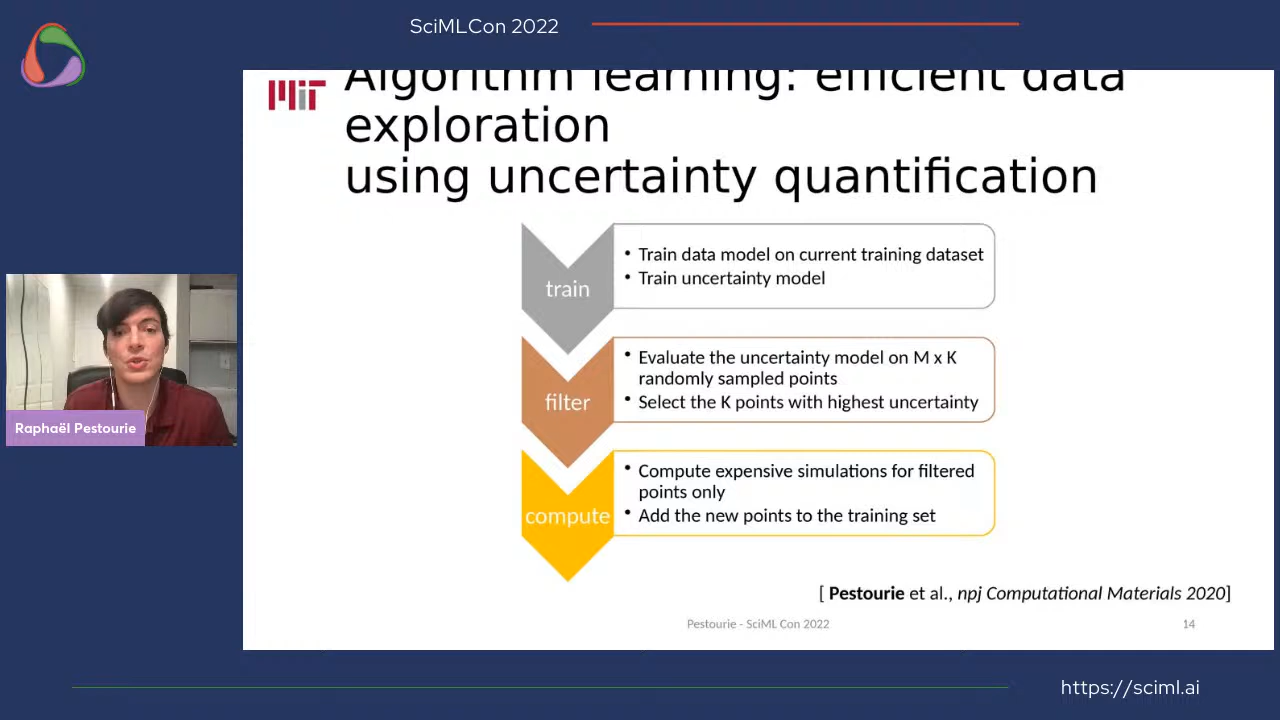 SciMLCon 2022
MIT
Algorithm learning: efficient data
exploration
using uncertainty quantification
train
• Train data model on current training dataset
• Train uncertainty model
filter
• Evaluate the uncertainty model on M x K
randomly sampled points
• Select the K points with highest uncertainty
compute
• Compute expensive simulations for filtered
points only
• Add the new points to the training set
[ Pestourie et al., npj Computational Materials 2020]
Pestourie - SciML Con 2022
14
Raphaël Pestourie
https://sciml.ai